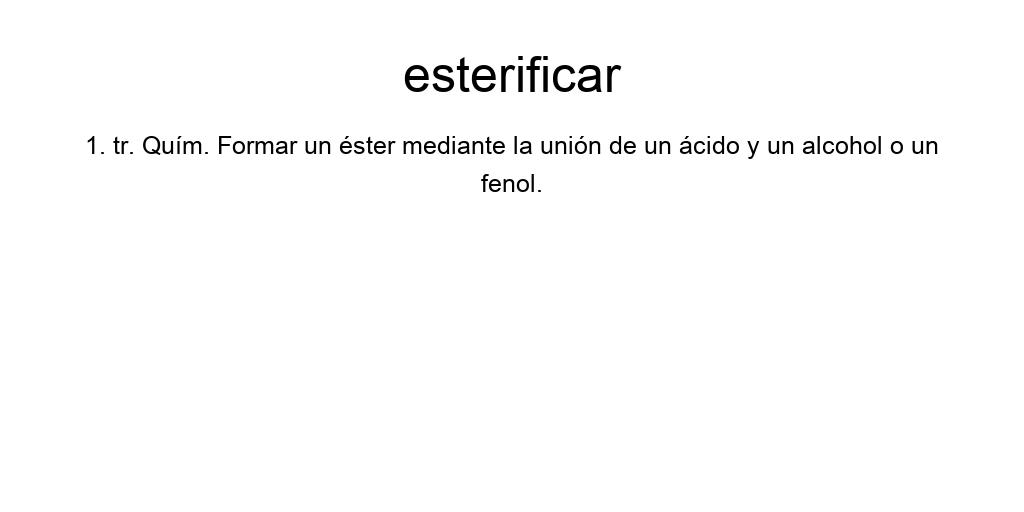 esterificar
1. tr. Quím. Formar un éster mediante la unión de un ácido y un alcohol o un
fenol.